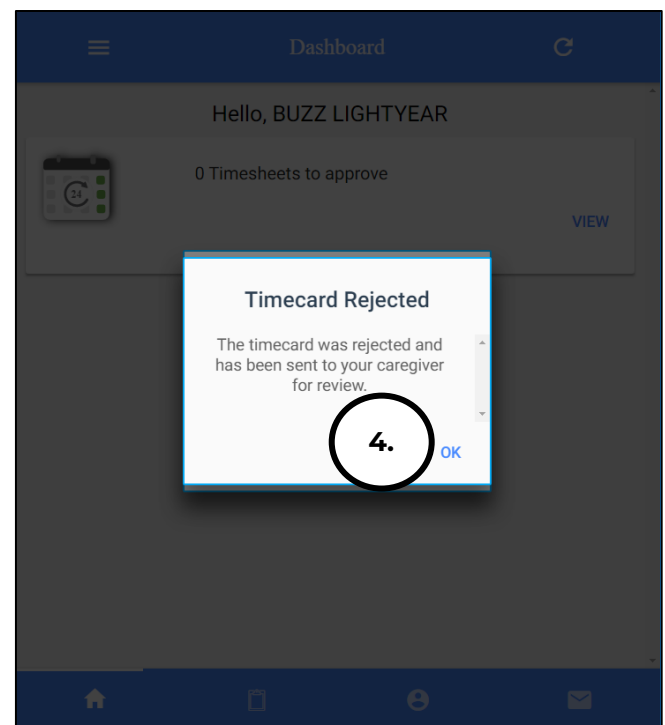 Dashboard
Hello, BUZZ LIGHTYEAR
24
0 Timesheets to approve
VIEW
Timecard Rejected
The timecard was rejected and
has been sent to your caregiver
for review.
4.
OK